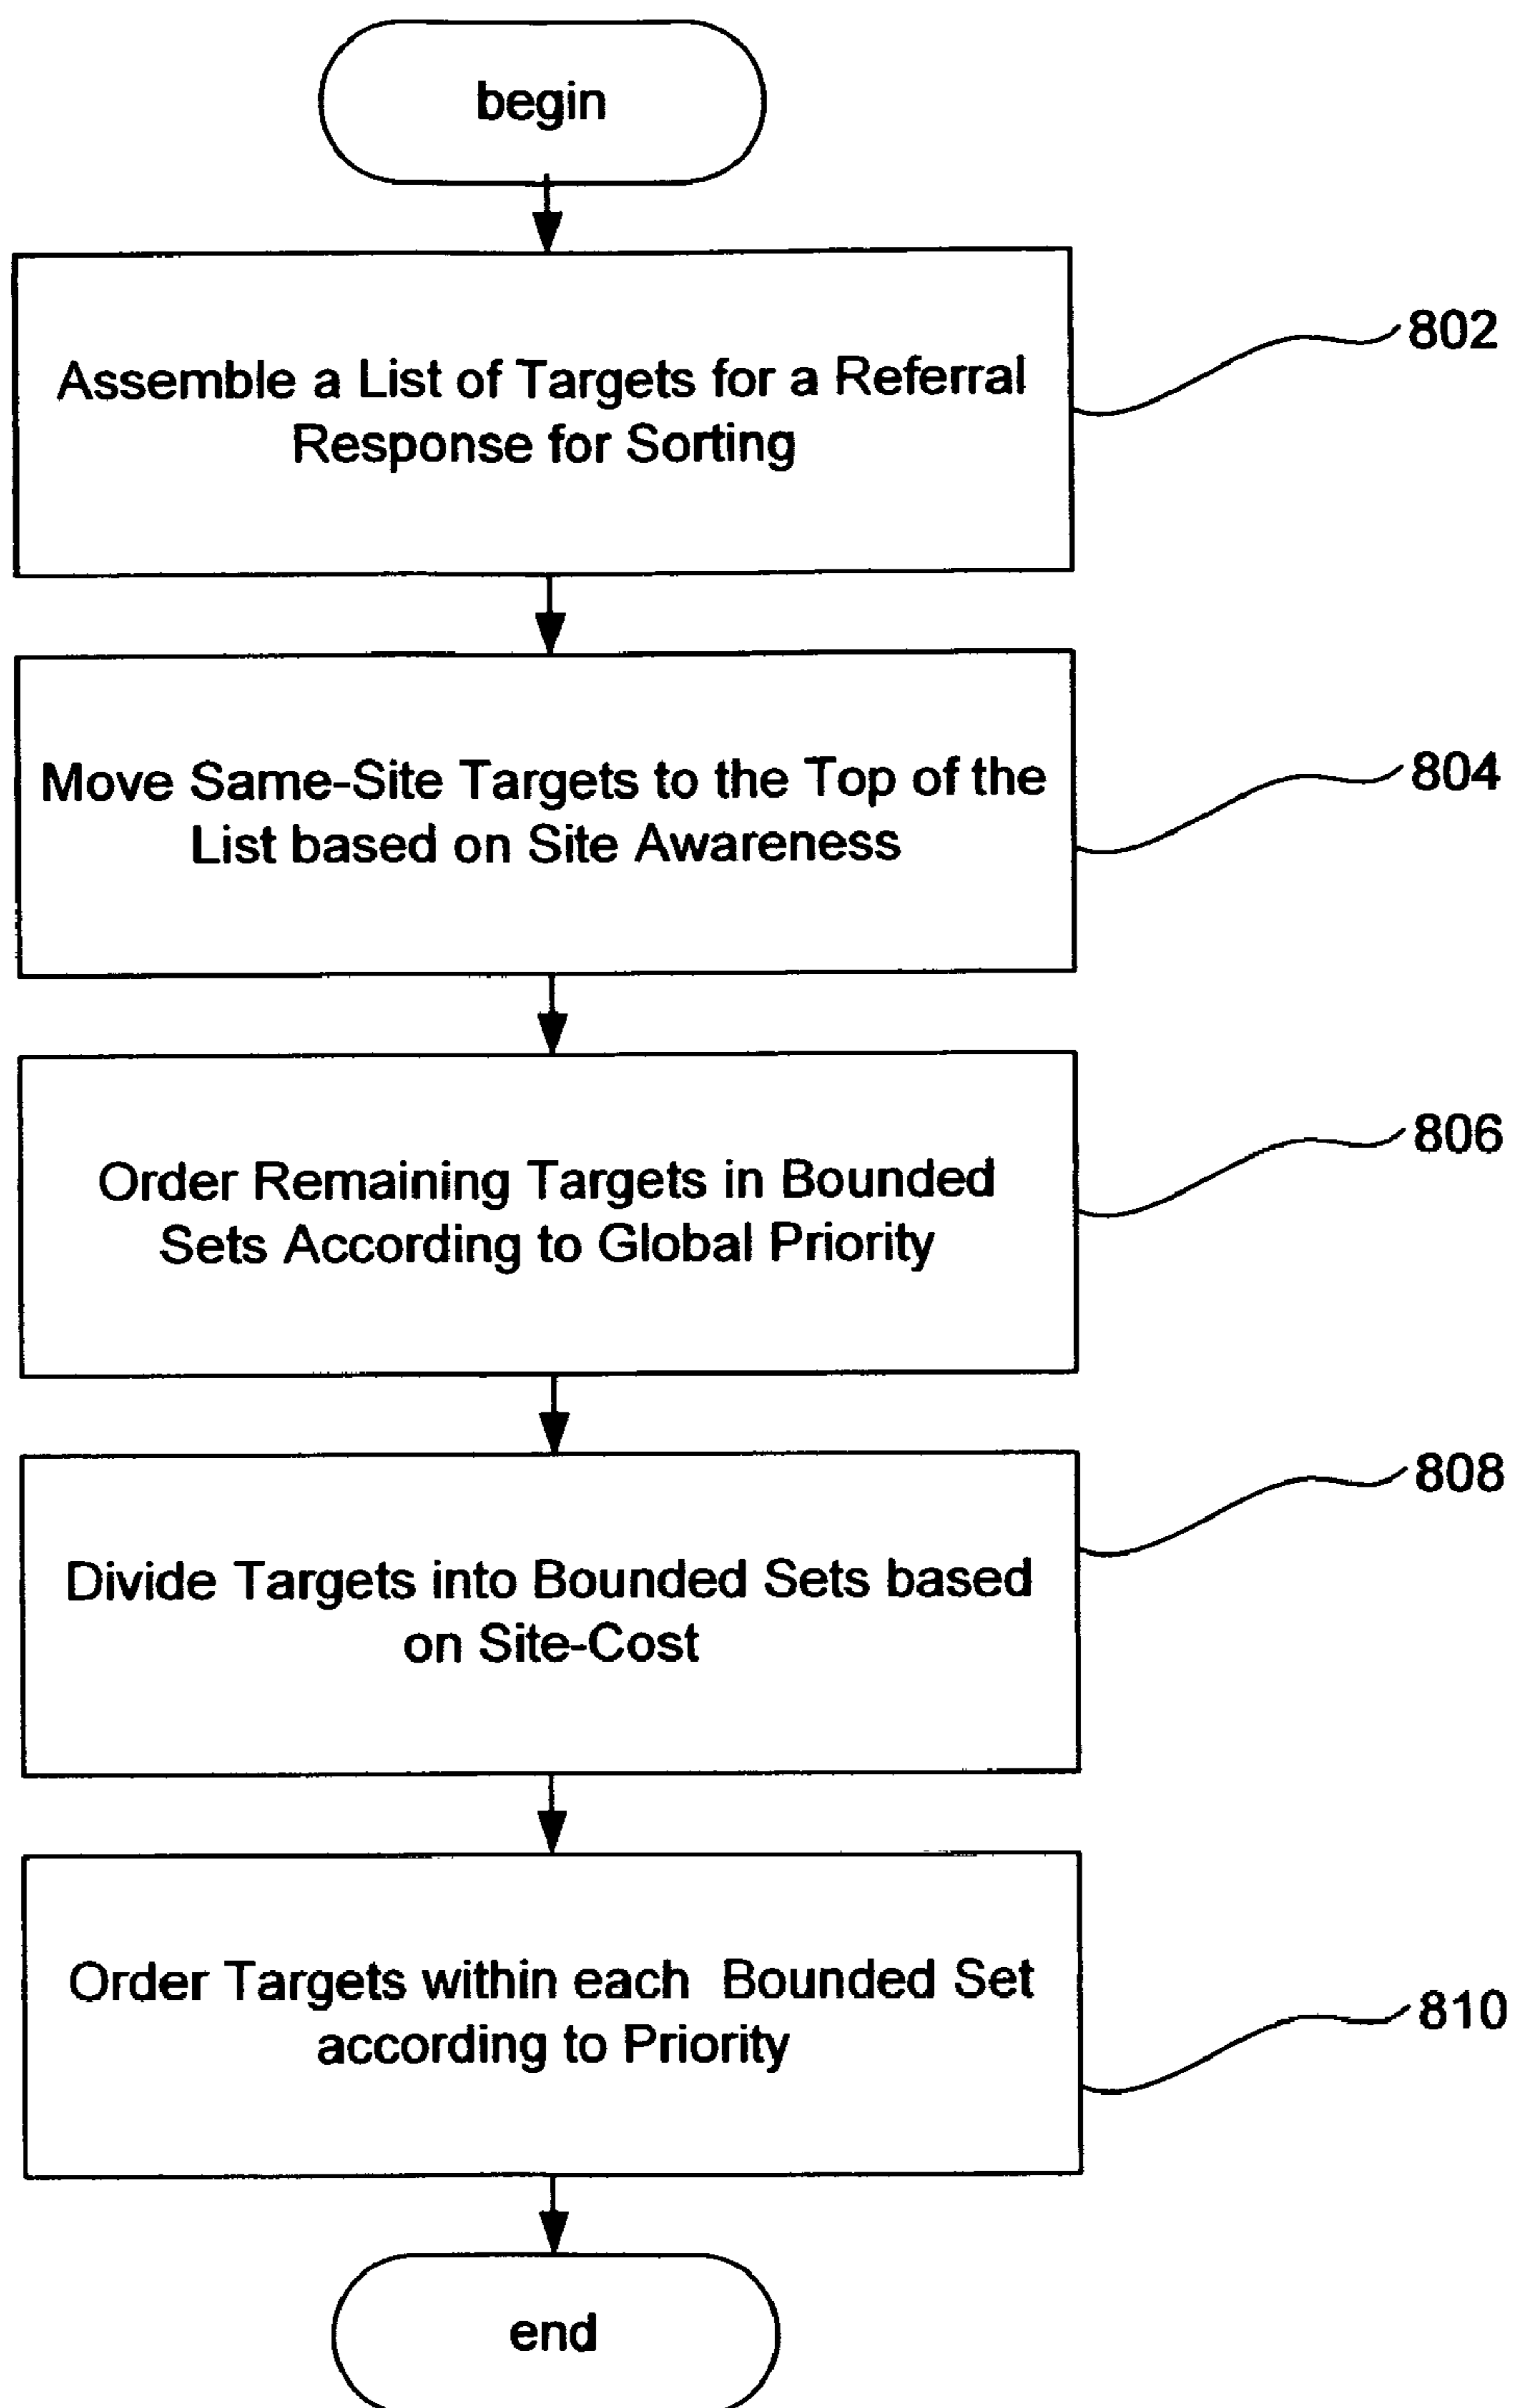 begin
Assemble a List of Targets for a Referral
Response for Sorting
802
Move Same-Site Targets to the Top of the
List based on Site Awareness
804
Order Remaining Targets in Bounded
Sets According to Global Priority
806
Divide Targets into Bounded Sets based
on Site-Cost
808
Order Targets within each Bounded Set
according to Priority
810
end